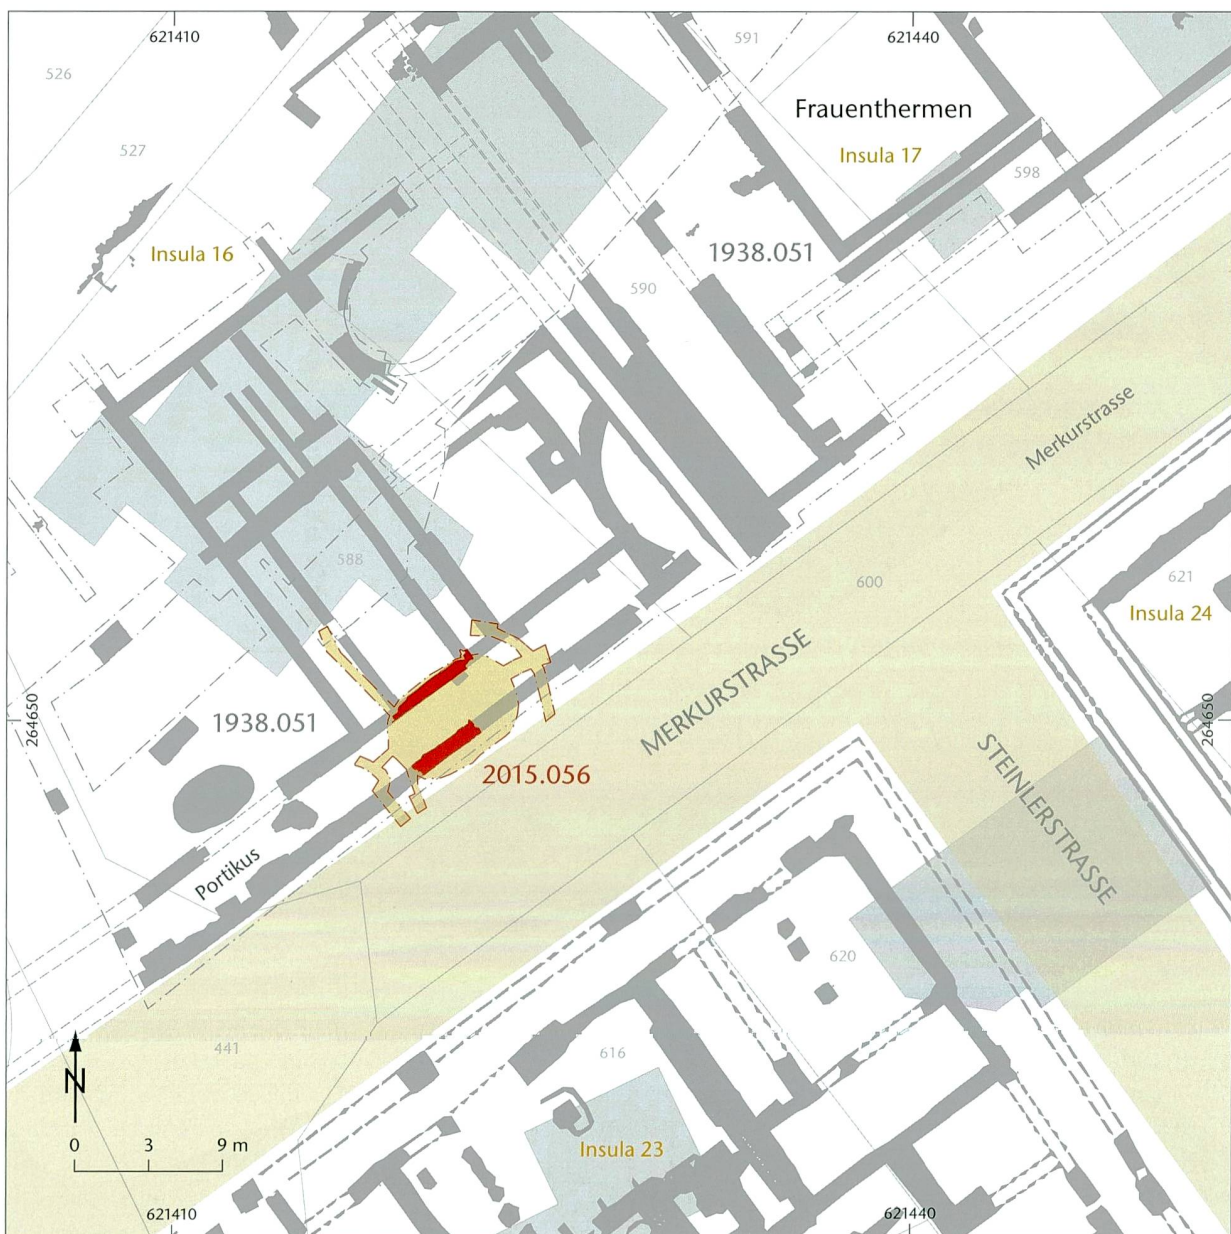 621410
621440
591
526
Frauenthermen
527
Insula 17
598
Insula 16
1938.051
590
Merkurstrasse
588
600
621
Insula 24
264650
1938.051
MERKURSTRASSE
264650
2015.056
STEINLERSTRASSE
Portikus
620
441
616
N
0 3 9 m
Insula 23
621410
621440